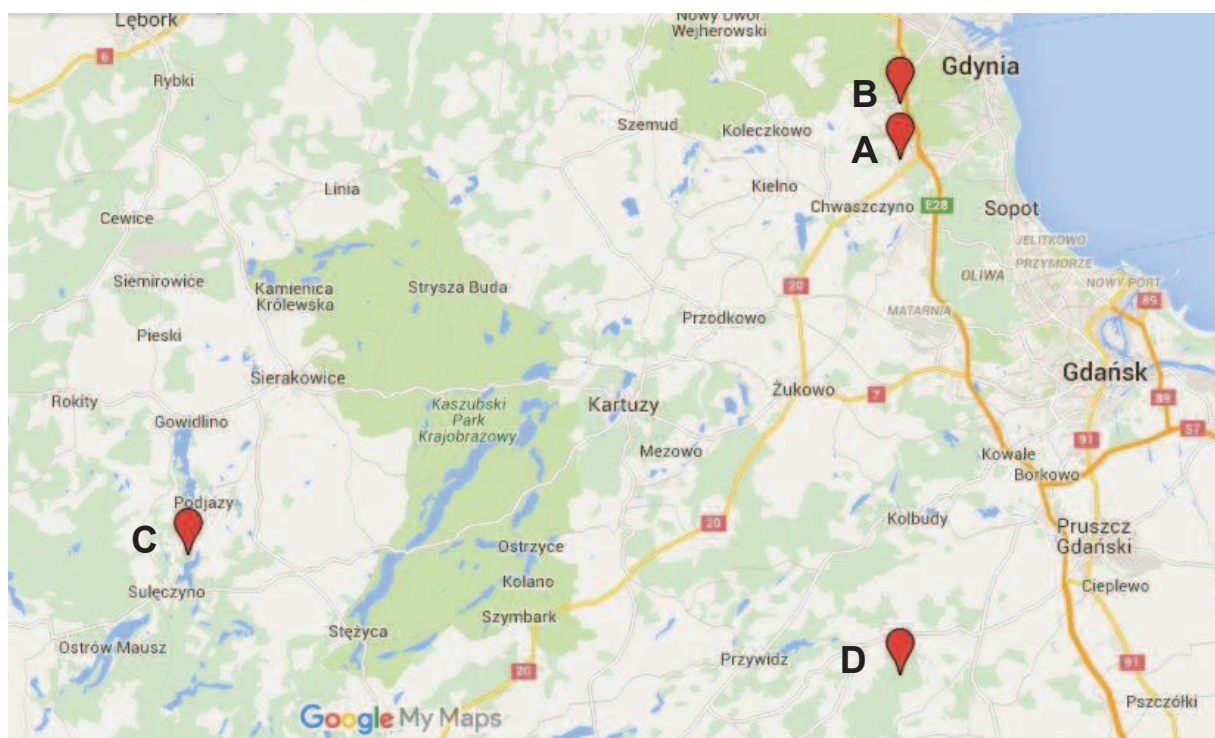 Lębork
Nowy Dwór
Wejherowski
6
Gdynia
Rybki
B
Szemud
Koleczkowo
A
Linia
Kielno
Chwaszczyno
E28
Sopot
Cewice
JELITKOWO
PRZYMORZE
OLIWA
Siemirowice
Kamienica
Królewska
Strysza Buda
20
NOWY PORT
89
MATARNIA
Przodkowo
Pieski
Sierakowice
Żukowo
7
Gdańsk
Rokity
Kaszubski
Park
Krajobrazowy
Kartuzy
89
Gowidlino
S7
91
Mezowo
Kowale
Borkowo
Podjazy
20
Kolbudy
Pruszcz
Gdański
C
Ostrzyce
Kolano
Cieplewo
Sulęczyno
Szymbark
Stężyca
Ostrów Mausz
Przywidz
D
20
91
Pszczółki
Google My Maps